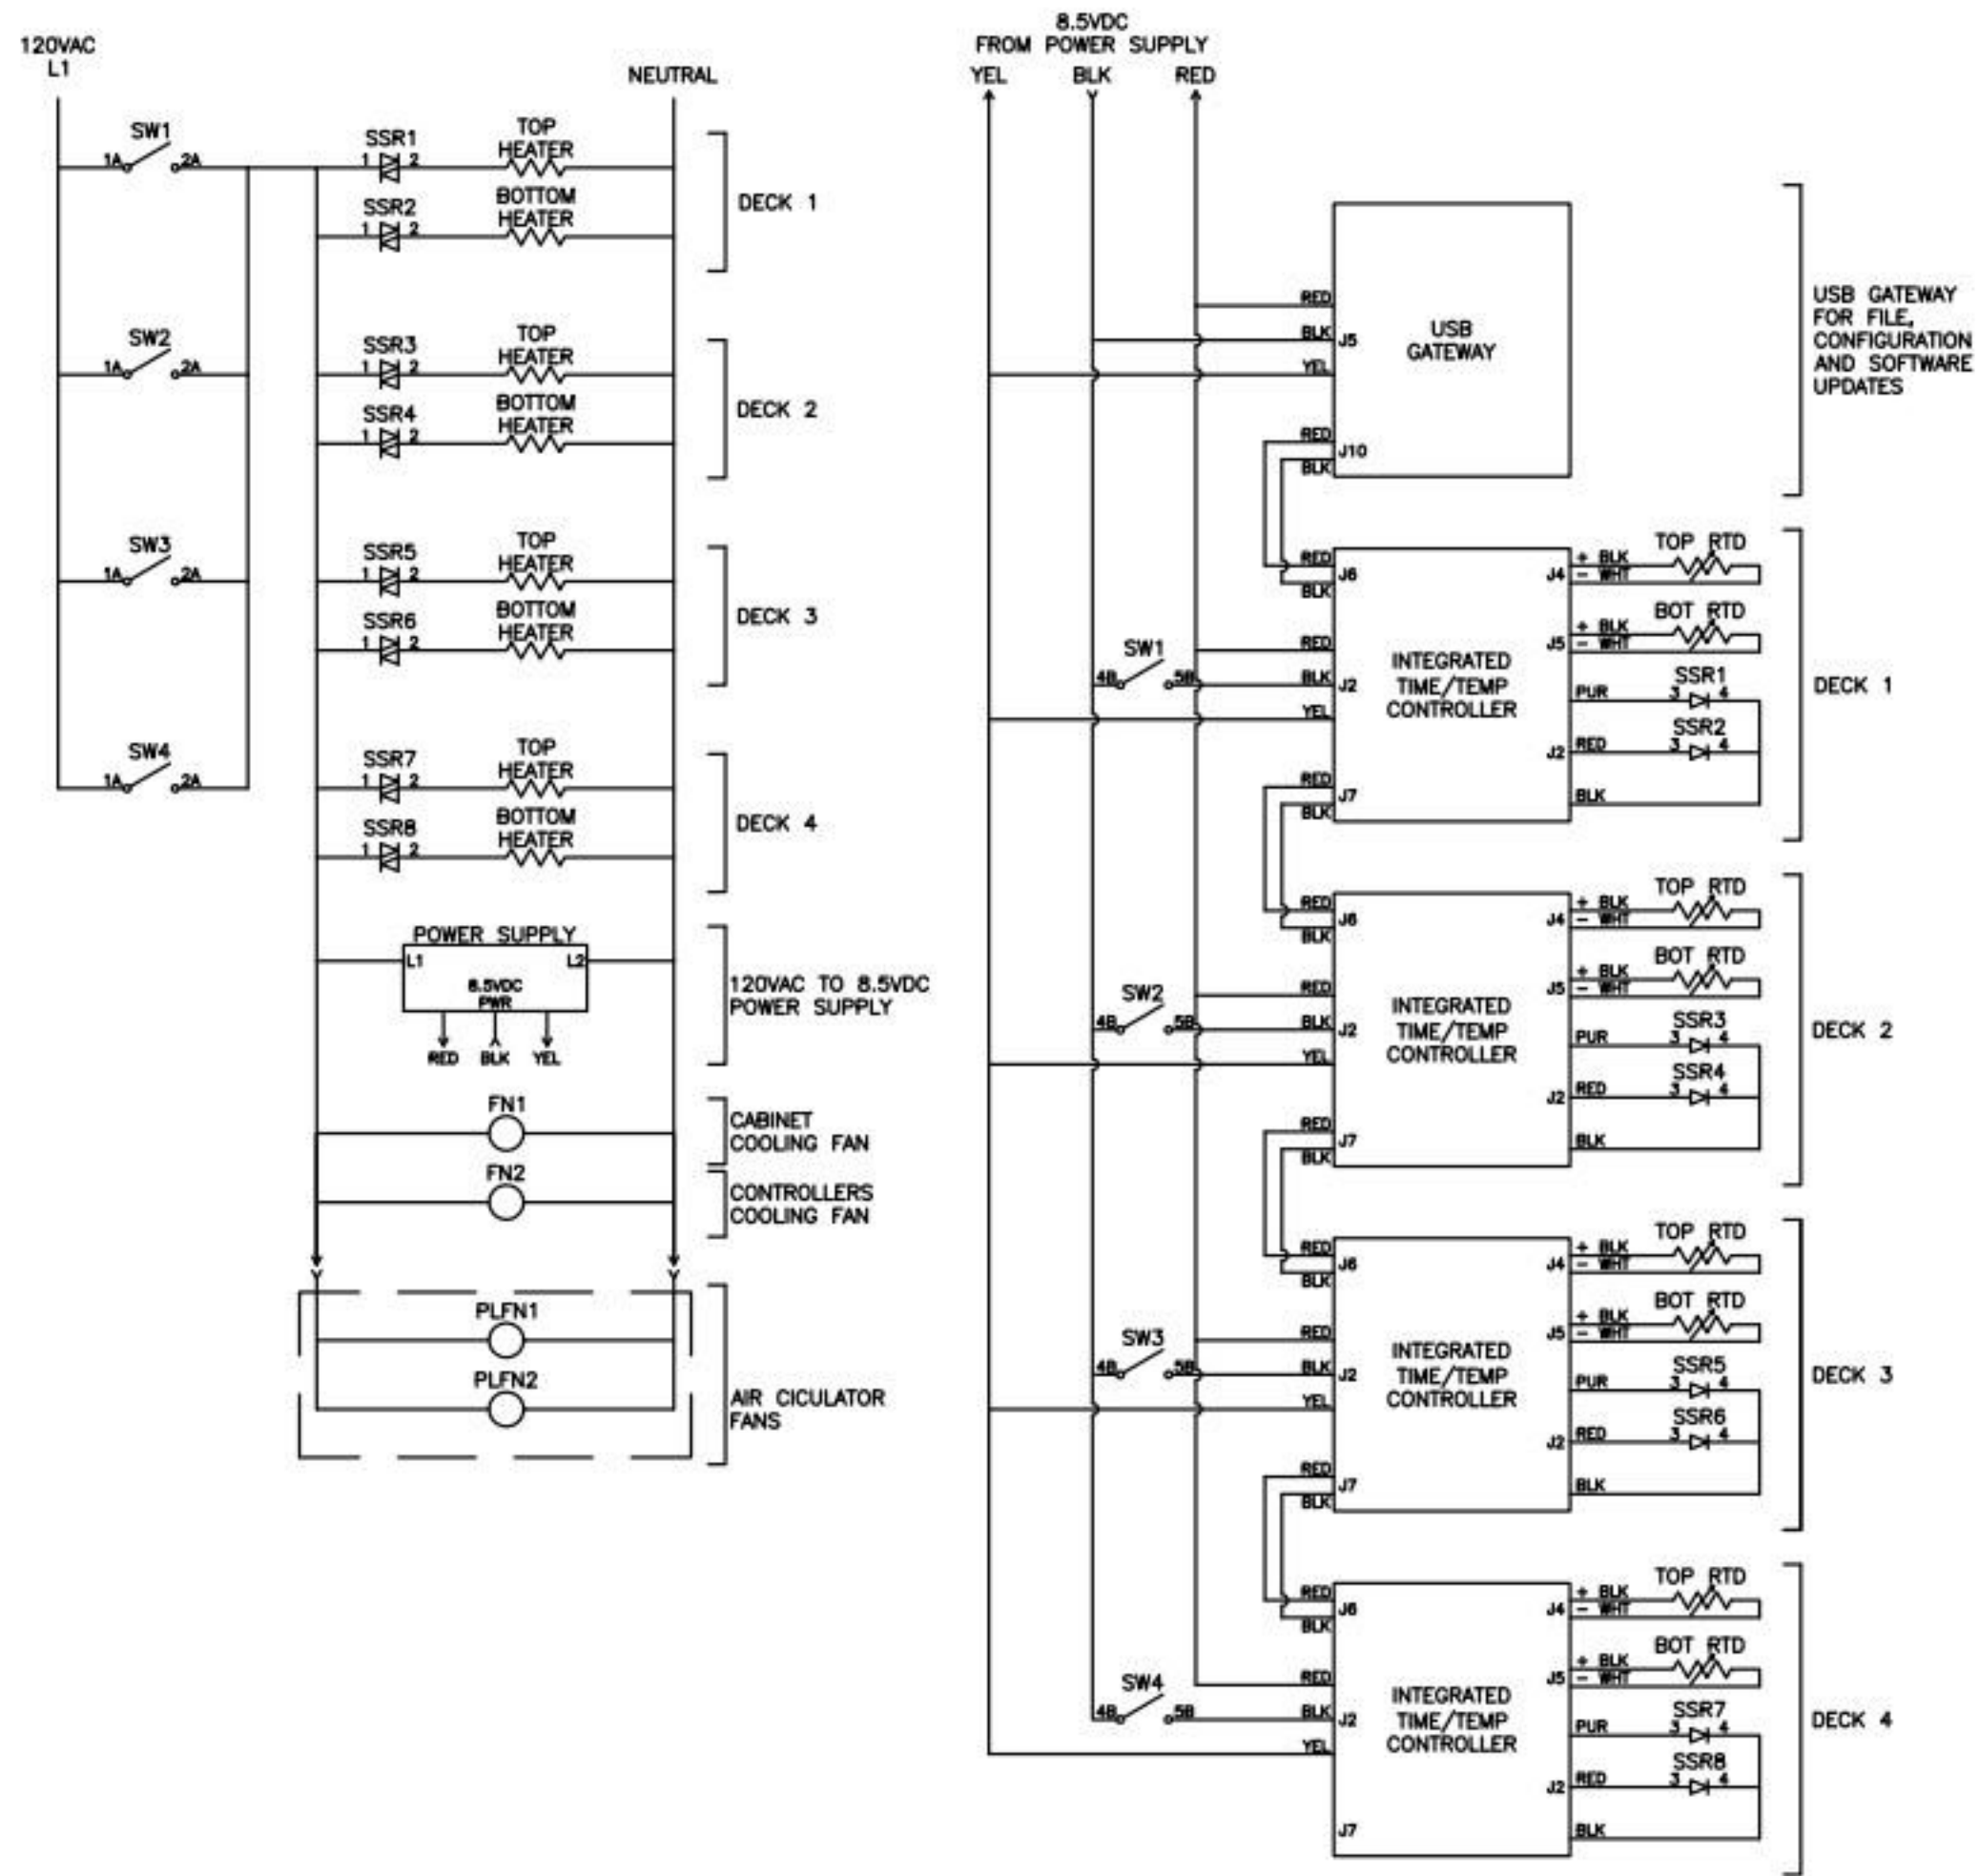 120VAC
L1
NEUTRAL
SW1
1A 2A
SSR1
1 2
TOP
HEATER
SSR2
1 2
BOTTOM
HEATER
DECK 1
SW2
1A 2A
SSR3
1 2
TOP
HEATER
SSR4
1 2
BOTTOM
HEATER
DECK 2
SW3
1A 2A
SSR5
1 2
TOP
HEATER
SSR6
1 2
BOTTOM
HEATER
DECK 3
SW4
1A 2A
SSR7
1 2
TOP
HEATER
SSR8
1 2
BOTTOM
HEATER
DECK 4
POWER SUPPLY
L1 L2
8.5VDC
PWR
RED BLK YEL
120VAC TO 8.5VDC
POWER SUPPLY
FN1
CABINET
COOLING FAN
FN2
CONTROLLERS
COOLING FAN
PLFN1
PLFN2
AIR CICULATOR
FANS
8.5VDC
FROM POWER SUPPLY
YEL BLK RED
RED
BLK J5
YEL
RED
J10
BLK
USB
GATEWAY
USB GATEWAY
FOR FILE,
CONFIGURATION
AND SOFTWARE
UPDATES
RED
J6
BLK
SW1
4B 5B
RED
BLK J2
YEL
RED
J7
BLK
INTEGRATED
TIME/TEMP
CONTROLLER
TOP RTD
+ BLK
J4 - WHT
BOT RTD
+ BLK
J5 - WHT
SSR1
PUR 3 4
SSR2
J2 RED 3 4
BLK
DECK 1
RED
J6
BLK
SW2
4B 5B
RED
BLK J2
YEL
RED
J7
BLK
INTEGRATED
TIME/TEMP
CONTROLLER
TOP RTD
+ BLK
J4 - WHT
BOT RTD
+ BLK
J5 - WHT
SSR3
PUR 3 4
SSR4
J2 RED 3 4
BLK
DECK 2
RED
J6
BLK
SW3
4B 5B
RED
BLK J2
YEL
RED
J7
BLK
INTEGRATED
TIME/TEMP
CONTROLLER
TOP RTD
+ BLK
J4 - WHT
BOT RTD
+ BLK
J5 - WHT
SSR5
PUR 3 4
SSR6
J2 RED 3 4
BLK
DECK 3
RED
J6
BLK
SW4
4B 5B
RED
BLK J2
YEL
J7
INTEGRATED
TIME/TEMP
CONTROLLER
TOP RTD
+ BLK
J4 - WHT
BOT RTD
+ BLK
J5 - WHT
SSR7
PUR 3 4
SSR8
J2 RED 3 4
BLK
DECK 4